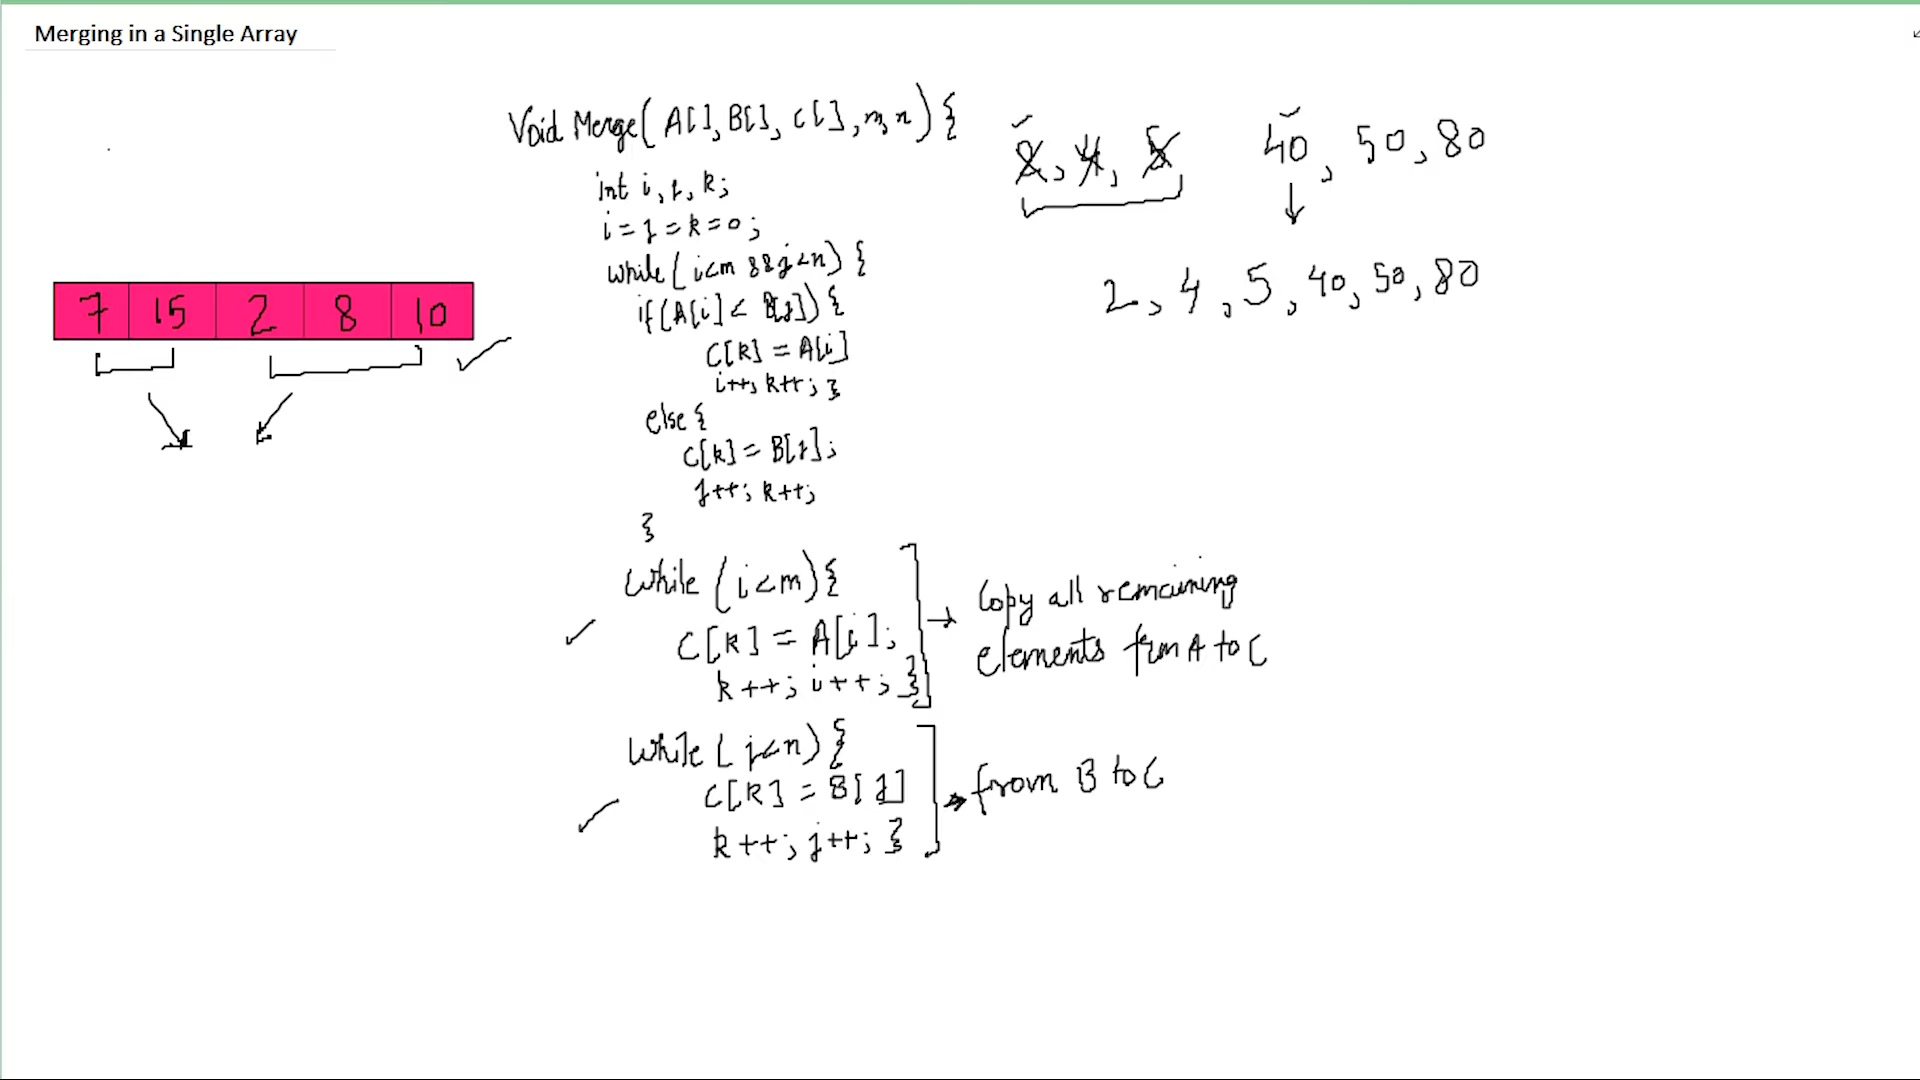 Merging in a Single Array
Void Merge( A[], B[], C[], m, n) {
int i, j, k;
i = j = k = 0;
while ( i<m && j<n) {
if (A[i] < B[j]) {
C[k] = A[i]
i++, k++; }
else {
C[k] = B[j];
j++; k++;
}
while (i<m) {
C[k] = A[i];
k++; i++; }
while ( j<n) {
C[k] = B[j]
k++; j++; }
7 15 2 8 10
2, 4, 5 40, 50, 80
2, 4, 5, 40, 50, 80
Copy all remaining
elements from A to C
from B to C